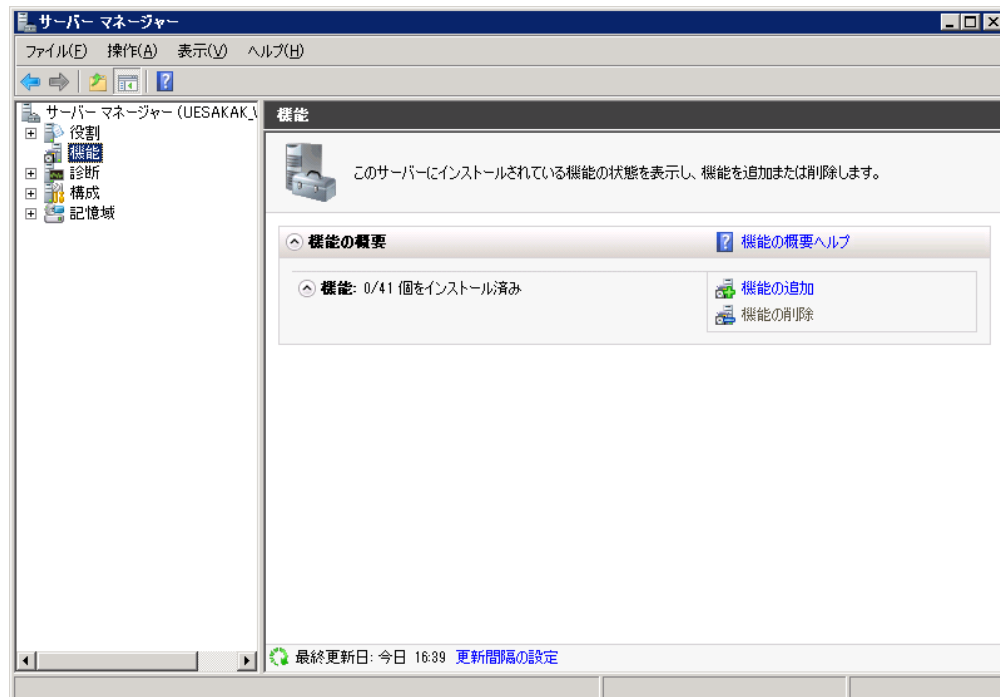 サーバー マネージャー
ファイル(F) 操作(A) 表示(V) ヘルプ(H)
サーバー マネージャー (UESAKAK_
役割
機能
診断
構成
記憶域
機能
このサーバーにインストールされている機能の状態を表示し、機能を追加または削除します。
機能の概要
機能の概要ヘルプ
機能: 0/41 個をインストール済み
機能の追加
機能の削除
最終更新日: 今日 16:39 更新間隔の設定